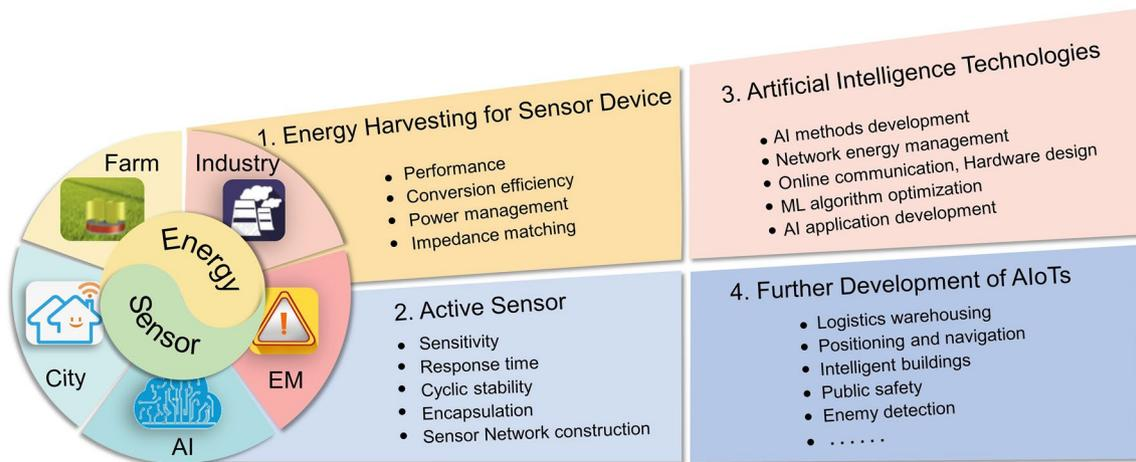 Farm
Industry
Energy
Sensor
City
EM
AI
1. Energy Harvesting for Sensor Device
• Performance
• Conversion efficiency
• Power management
• Impedance matching
2. Active Sensor
• Sensitivity
• Response time
• Cyclic stability
• Encapsulation
• Sensor Network construction
3. Artificial Intelligence Technologies
• AI methods development
• Network energy management
• Online communication, Hardware design
• ML algorithm optimization
• AI application development
4. Further Development of AIoTs
• Logistics warehousing
• Positioning and navigation
• Intelligent buildings
• Public safety
• Enemy detection
• ......